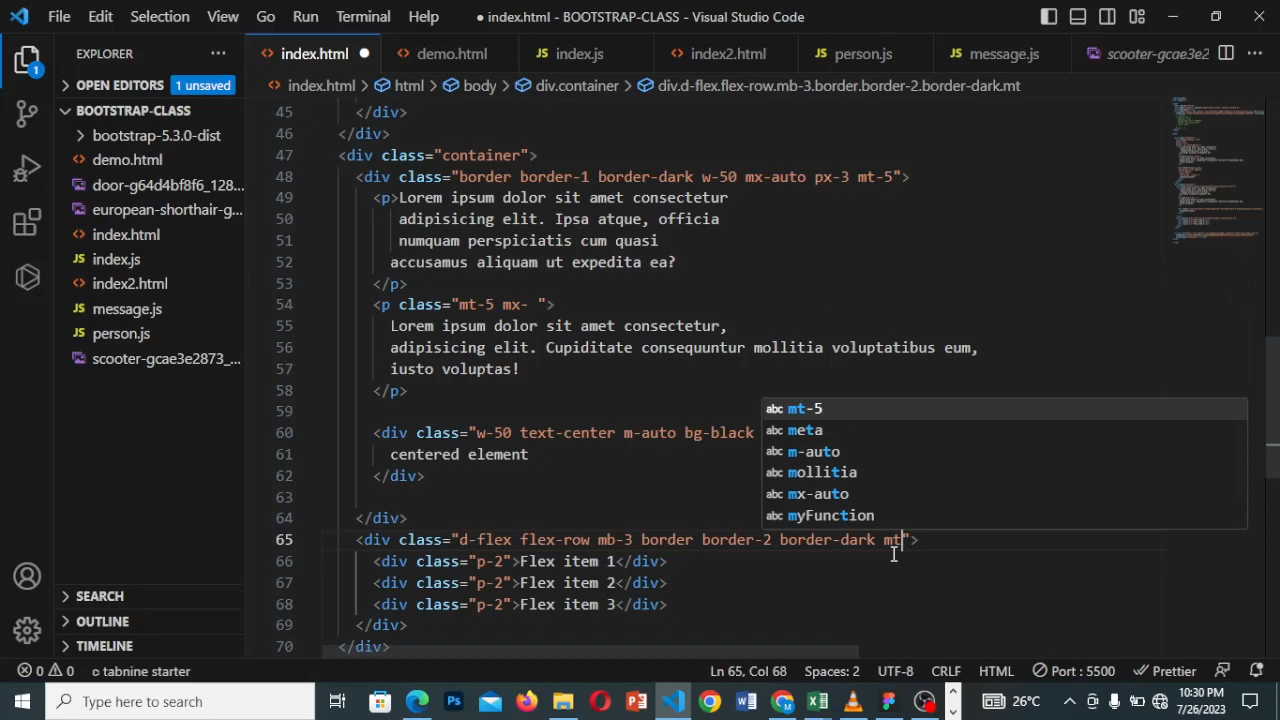 File Edit Selection View Go Run Terminal Help
● index.html - BOOTSTRAP-CLASS - Visual Studio Code
EXPLORER
index.html
demo.html
index.js
index2.html
person.js
message.js
scooter-gcae3e2
OPEN EDITORS 1 unsaved
index.html > html > body > div.container > div.d-flex.flex-row.mb-3.border.border-2.border-dark.mt
BOOTSTRAP-CLASS
bootstrap-5.3.0-dist
demo.html
door-g64d4bf8f6_128...
european-shorthair-g...
index.html
index.js
index2.html
message.js
person.js
scooter-gcae3e2873_...
SEARCH
OUTLINE
TIMELINE
1
45 </div>
46 </div>
47 <div class="container">
48 <div class="border border-1 border-dark w-50 mx-auto px-3 mt-5">
49 <p>Lorem ipsum dolor sit amet consectetur
50 adipisicing elit. Ipsa atque, officia
51 numquam perspiciatis cum quasi
52 accusamus aliquam ut expedita ea?
53 </p>
54 <p class="mt-5 mx- ">
55 Lorem ipsum dolor sit amet consectetur,
56 adipisicing elit. Cupiditate consequuntur mollitia voluptatibus eum,
57 iusto voluptas!
58 </p>
59
60 <div class="w-50 text-center m-auto bg-black
61 centered element
62 </div>
63
64 </div>
65 <div class="d-flex flex-row mb-3 border border-2 border-dark mt">
66 <div class="p-2">Flex item 1</div>
67 <div class="p-2">Flex item 2</div>
68 <div class="p-2">Flex item 3</div>
69 </div>
70 </div>
abc mt-5
abc meta
abc m-auto
abc mollitia
abc mx-auto
abc myFunction
0 0 tabnine starter
Ln 65, Col 68 Spaces: 2 UTF-8 CRLF HTML Port : 5500 Prettier
Type here to search
26°C
10:30 PM
7/26/2023